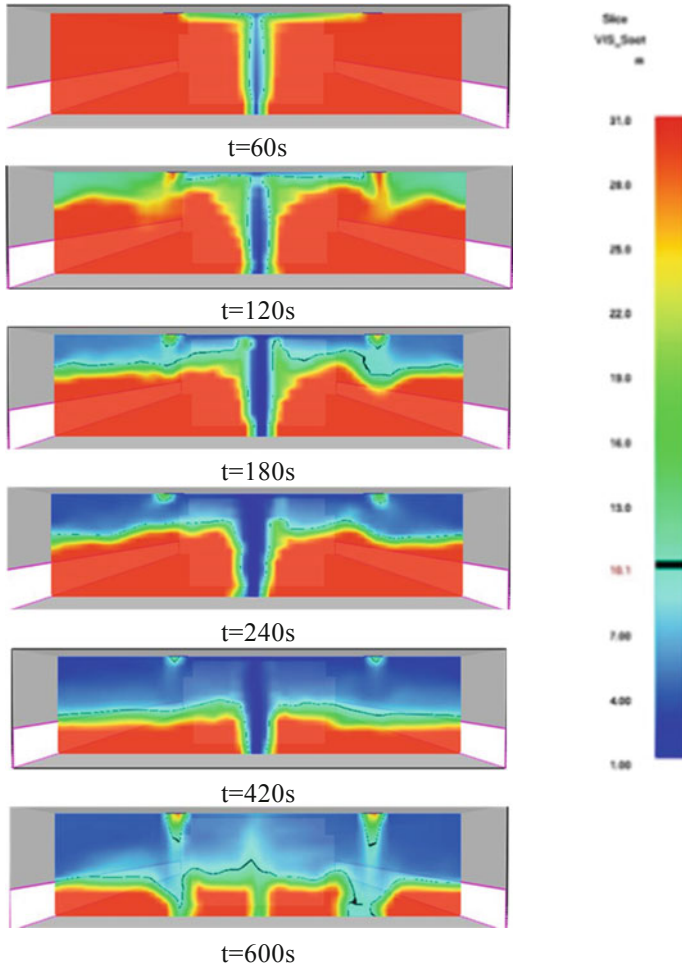 Slice
VIS_Soot
m
31.0
28.0
25.0
22.0
19.0
16.0
13.0
10.1
7.00
4.00
1.00
t=60s
t=120s
t=180s
t=240s
t=420s
t=600s